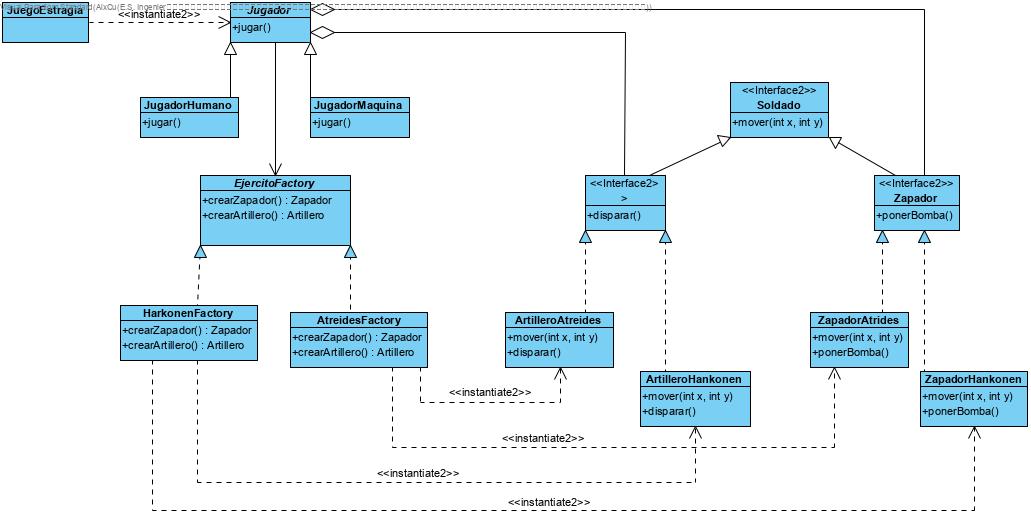 JuegoEstragia
<<instantiate2>>
Jugador
+jugar()
JugadorHumano
+jugar()
JugadorMaquina
+jugar()
<<Interface2>>
Soldado
+mover(int x, int y)
EjercitoFactory
+crearZapador() : Zapador
+crearArtillero() : Artillero
<<Interface2>
>
+disparar()
<<Interface2>>
Zapador
+ponerBomba()
HarkonenFactory
+crearZapador() : Zapador
+crearArtillero() : Artillero
AtreidesFactory
+crearZapador() : Zapador
+crearArtillero() : Artillero
ArtilleroAtreides
+mover(int x, int y)
+disparar()
ZapadorAtrides
+mover(int x, int y)
+ponerBomba()
ArtilleroHankonen
+mover(int x, int y)
+disparar()
ZapadorHankonen
+mover(int x, int y)
+ponerBomba()
<<instantiate2>>
<<instantiate2>>
<<instantiate2>>
<<instantiate2>>